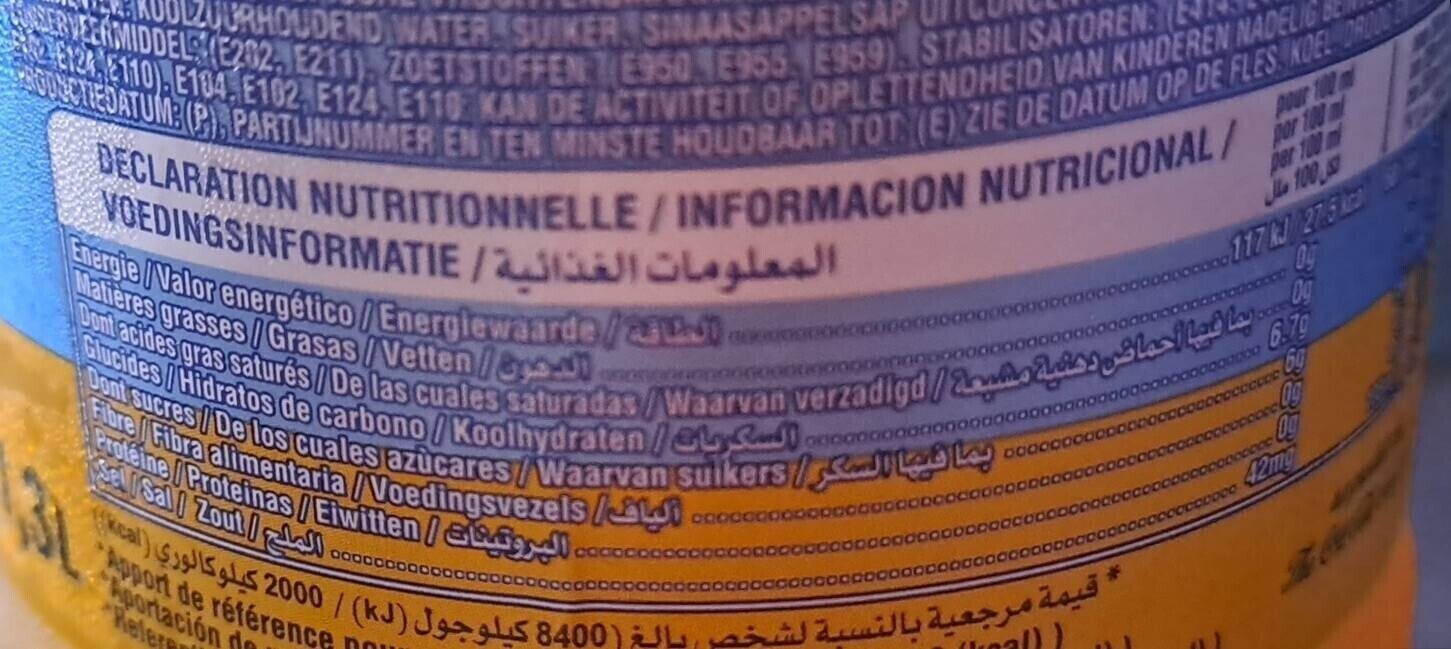 KOOLZUURHOUDEND WATER, SUIKER, SINAASAPPELSAP UIT
CONSERVEERMIDDEL: (E202, E211), ZOETSTOFFEN (E950, E955, E959), STABILISATOREN:
E124, E110). E104, E102, E124, E110: KAN DE ACTIVITEIT OF OPLETTENDHEID VAN KINDEREN NADELIG
PRODUCTIEDATUM: (P), PARTIJNUMMER EN TEN MINSTE HOUDBAAR TOT: (E) ZIE DE DATUM OP DE FLES. KOEL
pour 100 ml
por 100 ml
per 100 ml
لكل 100 مل
DECLARATION NUTRITIONNELLE / INFORMACION NUTRICIONAL /
VOEDINGSINFORMATIE / المعلومات الغذائية
Energie / Valor energético / Energiewaarde / الطاقة 117 kJ / 27.5 kcal
Matières grasses / Grasas / Vetten / الدهون 0g
Dont acides gras saturés / De las cuales saturadas / Waarvan verzadigd / بما فيها أحماض دهنية مشبعة 0g
Glucides / Hidratos de carbono / Koolhydraten / السكريات 6.7g
Dont sucres / De los cuales azùcares / Waarvan suikers / بما فيها السكر 6g
Fibre / Fibra alimentaria / Voedingsvezels / ألياف 0g
Protéine / Proteinas / Eiwitten / البروتينات 0g
Sel / Sal / Zout / الملح 42mg
* قيمة مرجعية بالنسبة لشخص بالغ (8400 كيلوجول (kJ) / 2000 كيلوكالوري (kcal))
*Apport de référence
*Aportación de
,3L